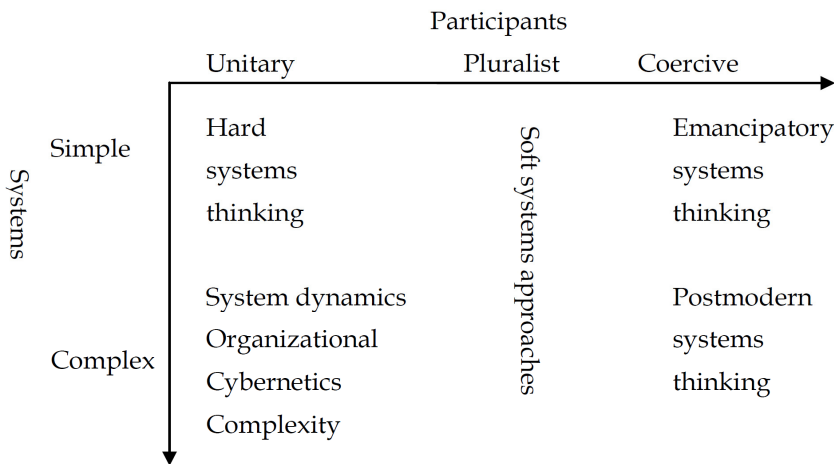 Participants
Unitary Pluralist Coercive
Systems
Simple
Hard
systems
thinking
Soft systems approaches
Emancipatory
systems
thinking
Complex
System dynamics
Organizational
Cybernetics
Complexity
Postmodern
systems
thinking